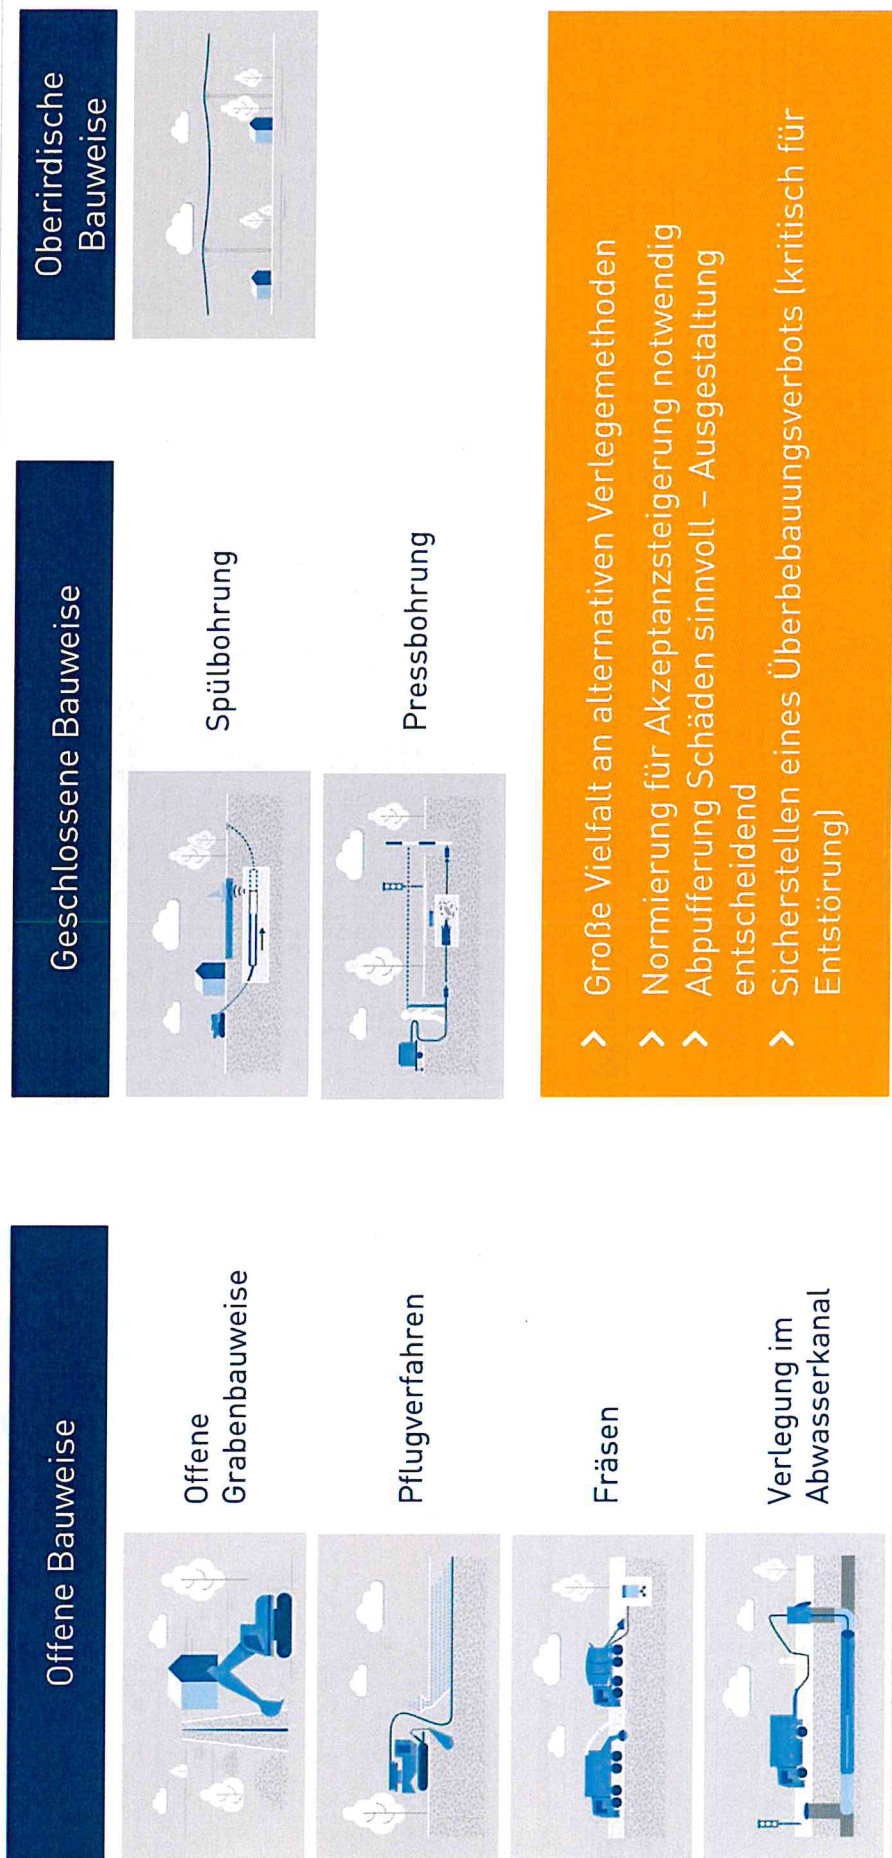 Offene Bauweise
Offene
Grabenbauweise
Pflugverfahren
Fräsen
Verlegung im
Abwasserkanal
Geschlossene Bauweise
Spülbohrung
Pressbohrung
Oberirdische
Bauweise
> Große Vielfalt an alternativen Verlegemethoden
> Normierung für Akzeptanzsteigerung notwendig
> Abpufferung Schäden sinnvoll – Ausgestaltung
entscheidend
> Sicherstellen eines Überbebauungsverbots (kritisch für
Entstörung)